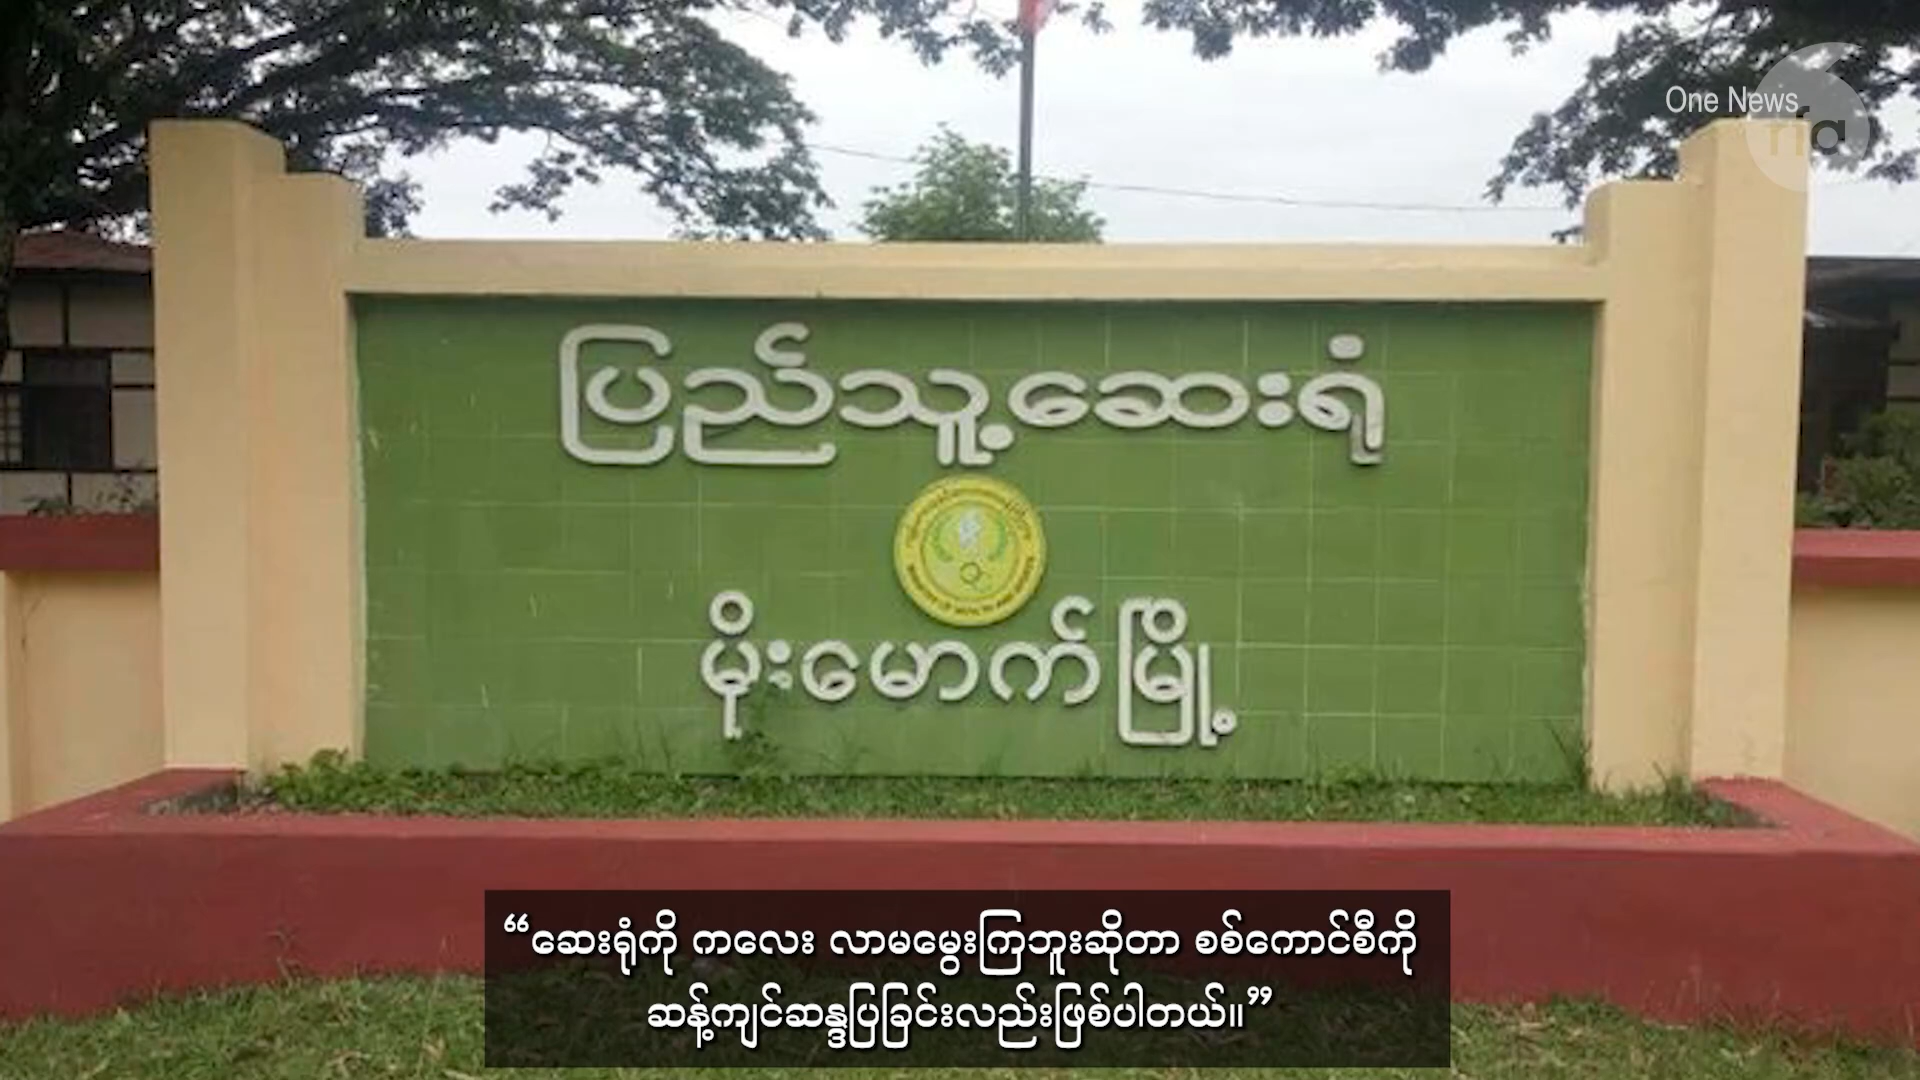 One News
rfa
ပြည်သူ့ဆေးရုံ
မိုးမောက်မြို့
“ဆေးရုံကို ကလေး လာမမွေးကြဘူးဆိုတာ စစ်ကောင်စီကို
ဆန့်ကျင်ဆန္ဒပြခြင်းလည်းဖြစ်ပါတယ်။”